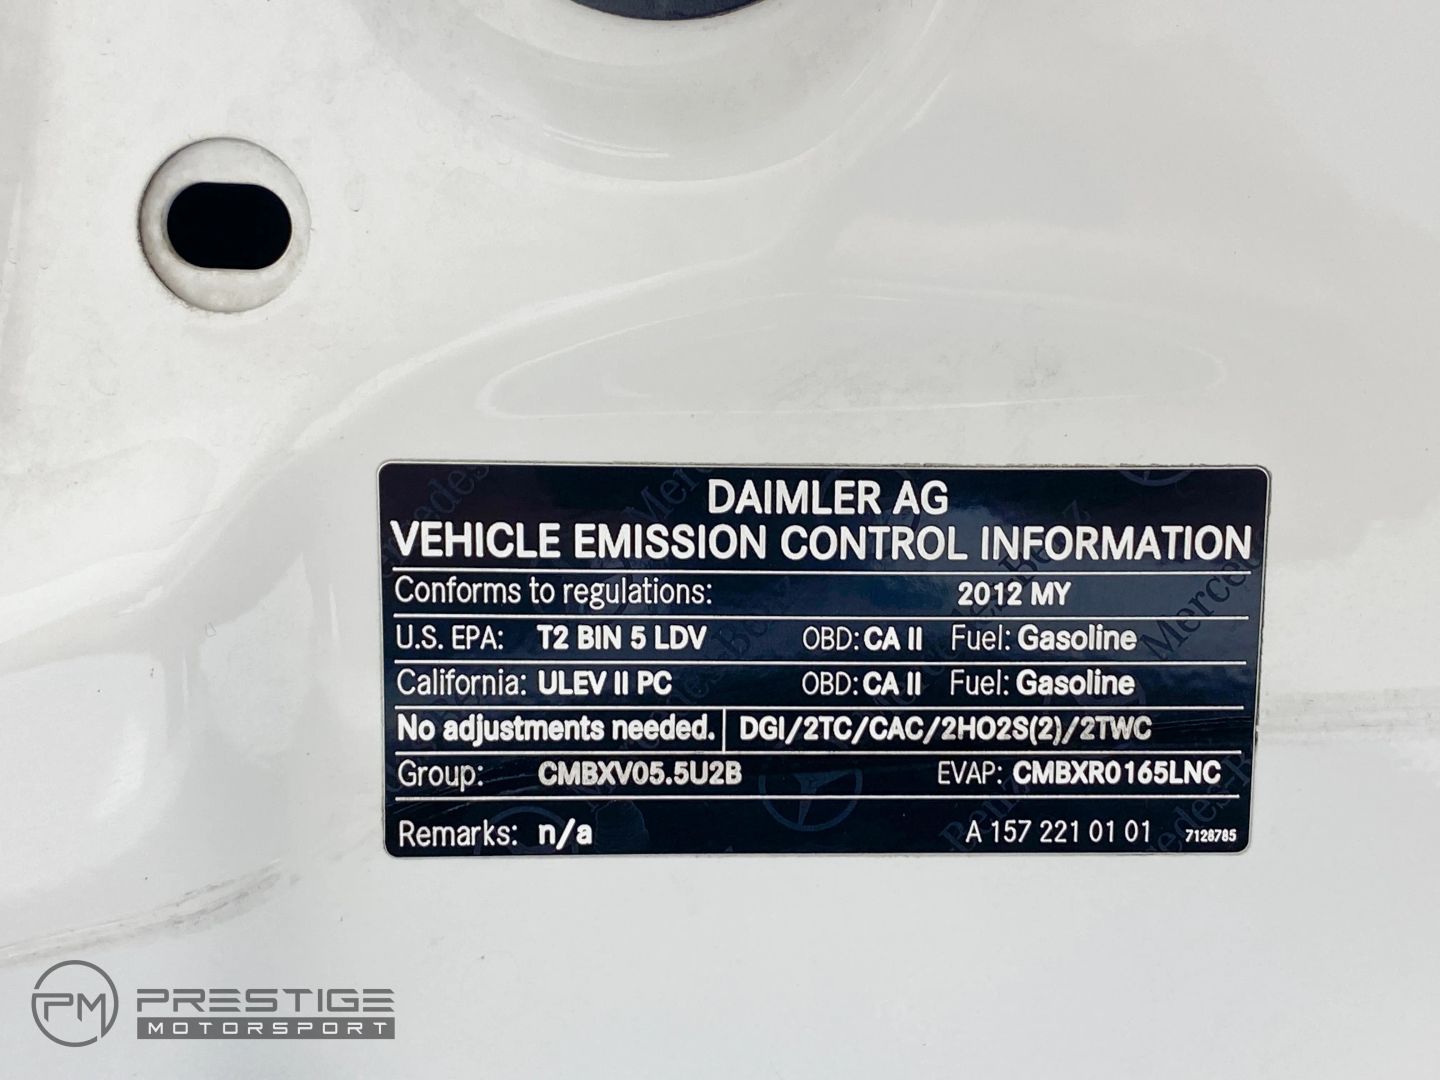 DAIMLER AG
VEHICLE EMISSION CONTROL INFORMATION
Conforms to regulations: 2012 MY
U.S. EPA: T2 BIN 5 LDV OBD: CA II Fuel: Gasoline
California: ULEV II PC OBD: CA II Fuel: Gasoline
No adjustments needed. DGI/2TC/CAC/2HO2S(2)/2TWC
Group: CMBXV05.5U2B EVAP: CMBXR0165LNC
Remarks: n/a A 157 221 01 01 7128785
PM PRESTIGE
MOTORSPORT